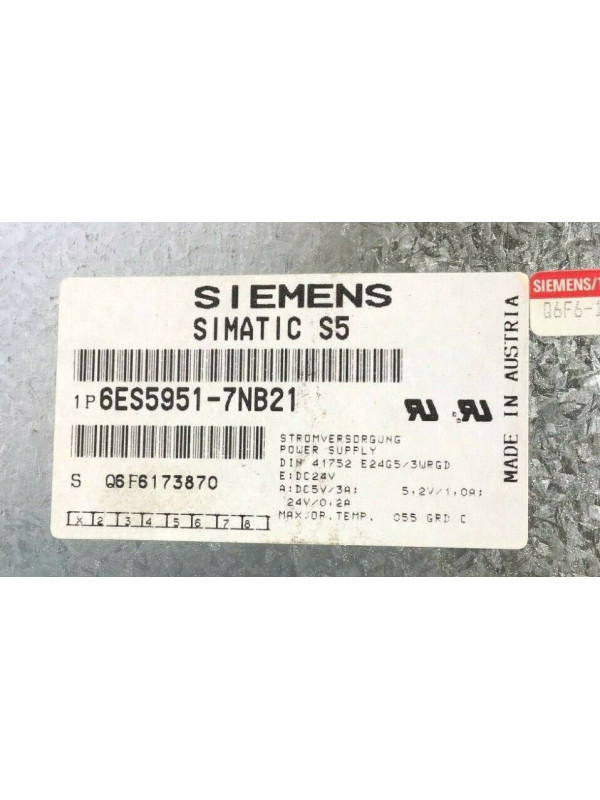 SIEMENS
SIMATIC S5
1P 6ES5951-7NB21
STROMVERSORGUNG
POWER SUPPLY
DIN 41752 E24G5/3WRGD
E:DC24V
A:DC5V/3A; 5,2V/1,0A;
24V/0,2A
MAX.OP.TEMP. 055 GRD C
S Q6F6173870
X 2 3 4 5 6 7 8
MADE IN AUSTRIA
SIEMENS/
Q6F6-